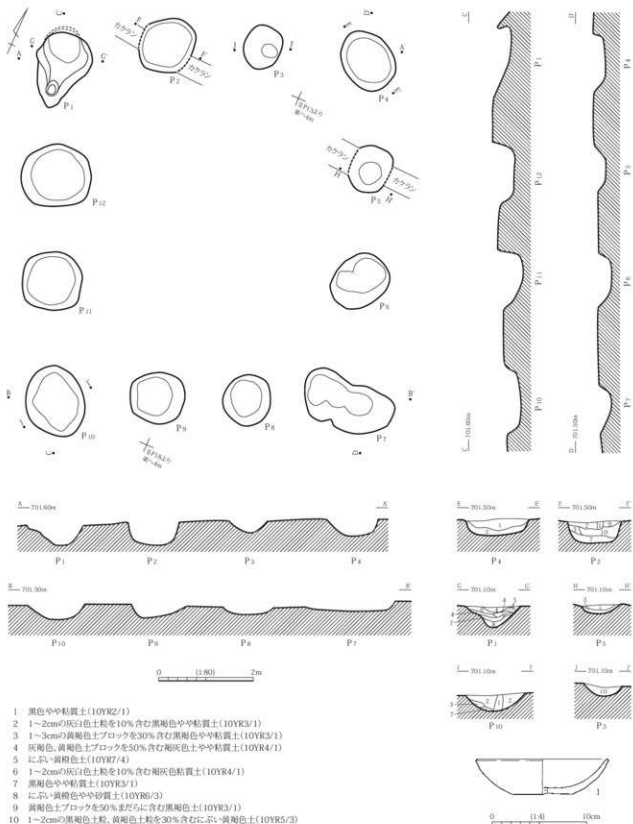 カクラン
カクラン
P1
P2
P3
P4
カクラン
カクラン
P5
P12
P11
P6
P10
P9
P8
P7
A 701.60m A'
P1 P2 P3 P4
B 701.50m B'
P10 P9 P8 P7
C 701.60m C'
P10 P11 P12 P1
D 701.50m D'
P7 P6 P5 P4
E 701.50m E'
P4
F 701.50m F'
P2
G 701.10m G'
P1
H 701.10m H'
P5
I 701.10m I'
P10
J 701.10m J'
P3
0 (1:80) 2m
1 黒色やや粘質土(10YR2/1)
2 1~2cmの灰白色土粒を10%含む黒褐色やや粘質土(10YR3/1)
3 1~3cmの黄褐色土ブロックを30%含む黒褐色やや粘質土(10YR3/1)
4 灰褐色、黄褐色土ブロックを50%含む褐灰色土やや粘質土(10YR4/1)
5 にぶい黄橙色土(10YR7/4)
6 1~2cmの灰白色土粒を10%含む褐灰色粘質土(10YR4/1)
7 黒褐色やや粘質土(10YR3/1)
8 にぶい黄橙色やや砂質土(10YR6/3)
9 黄褐色土ブロックを50%まだらに含む黒褐色土(10YR3/1)
10 1~2cmの黒褐色土粒、黄褐色土粒を30%含むにぶい黄褐色土(10YR5/3)
1
0 (1:4) 10cm